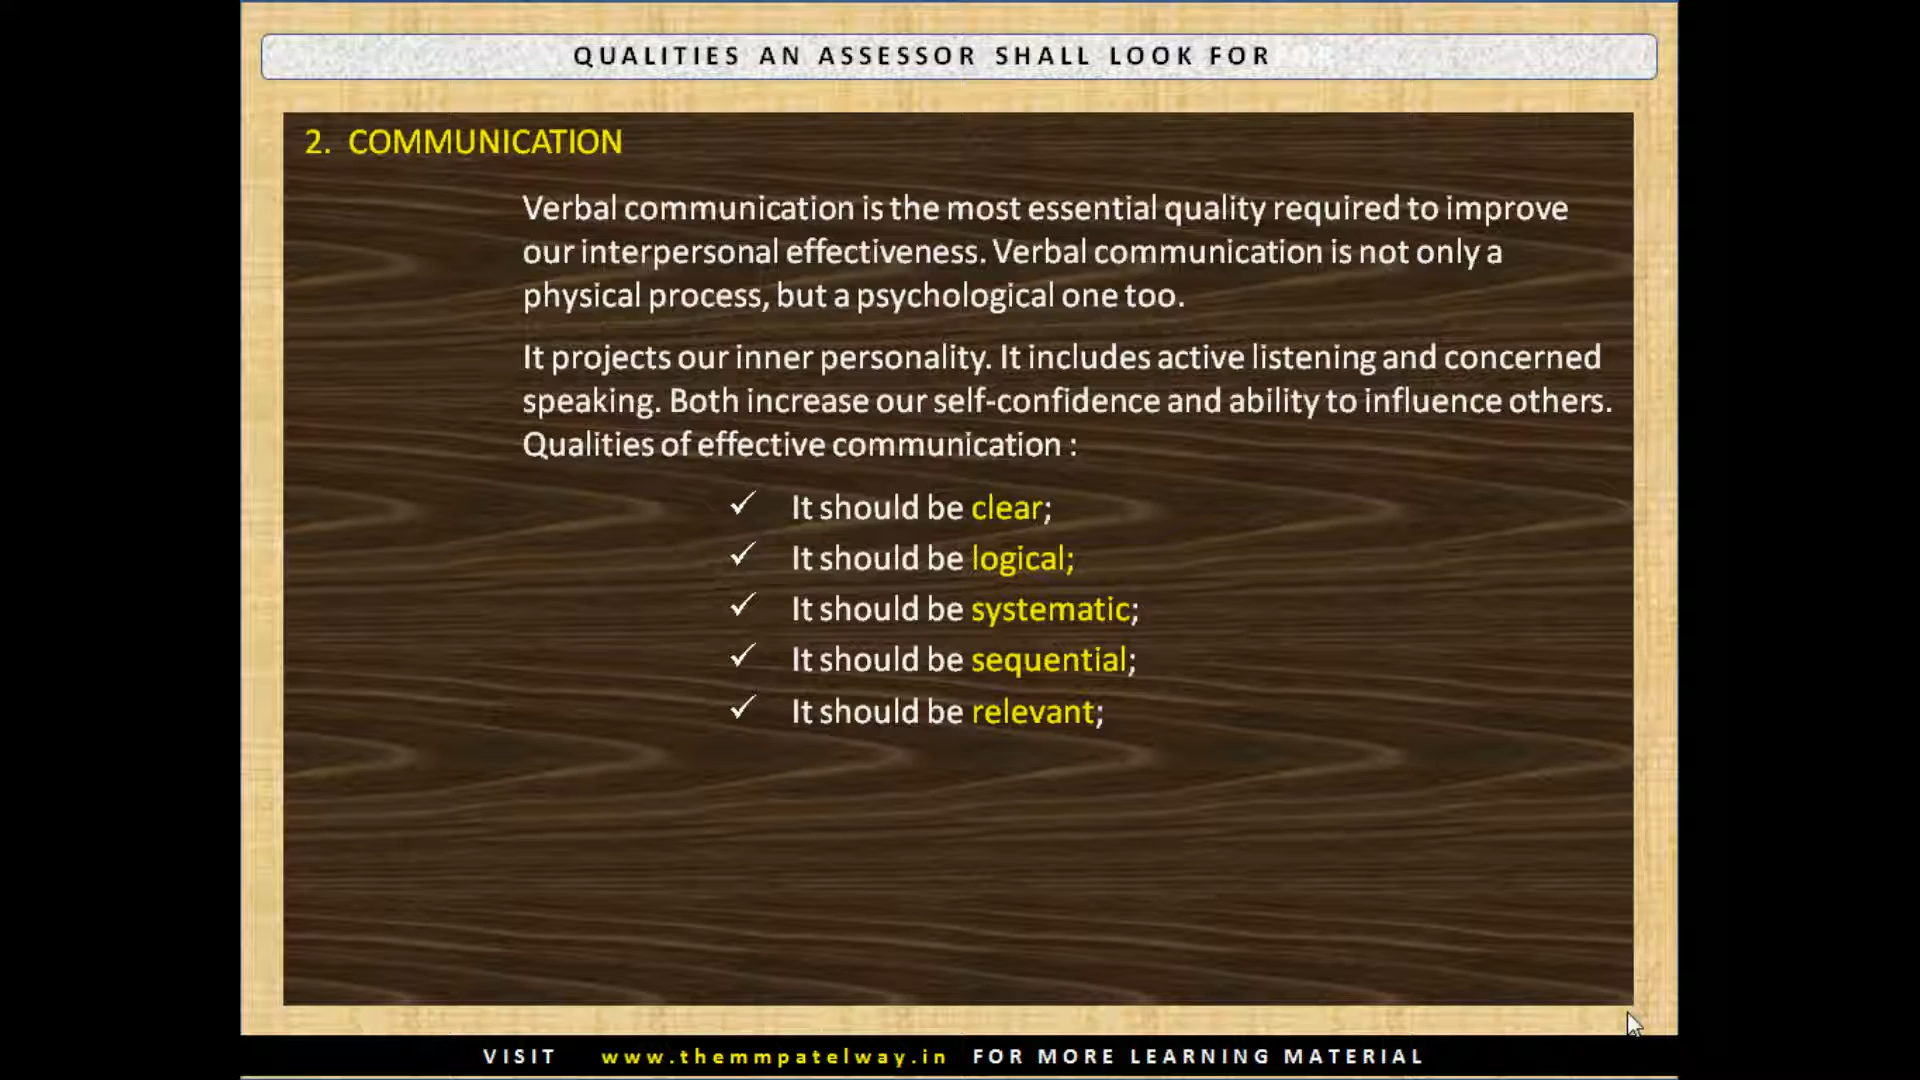 QUALITIES AN ASSESSOR SHALL LOOK FOR
2. COMMUNICATION
Verbal communication is the most essential quality required to improve
our interpersonal effectiveness. Verbal communication is not only a
physical process, but a psychological one too.
It projects our inner personality. It includes active listening and concerned
speaking. Both increase our self-confidence and ability to influence others.
Qualities of effective communication :
✓ It should be clear;
✓ It should be logical;
✓ It should be systematic;
✓ It should be sequential;
✓ It should be relevant;
VISIT www.themmpatelway.in FOR MORE LEARNING MATERIAL